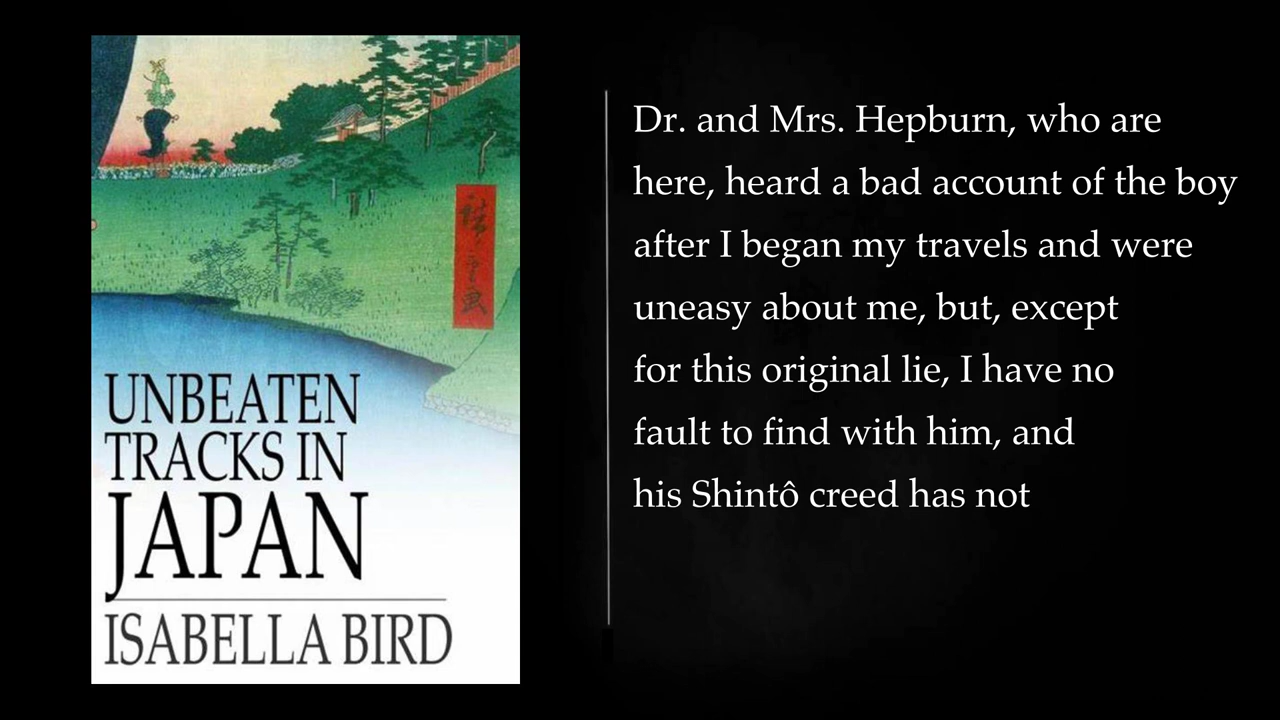 UNBEATEN
TRACKS IN
JAPAN
ISABELLA BIRD
Dr. and Mrs. Hepburn, who are
here, heard a bad account of the boy
after I began my travels and were
uneasy about me, but, except
for this original lie, I have no
fault to find with him, and
his Shintô creed has not